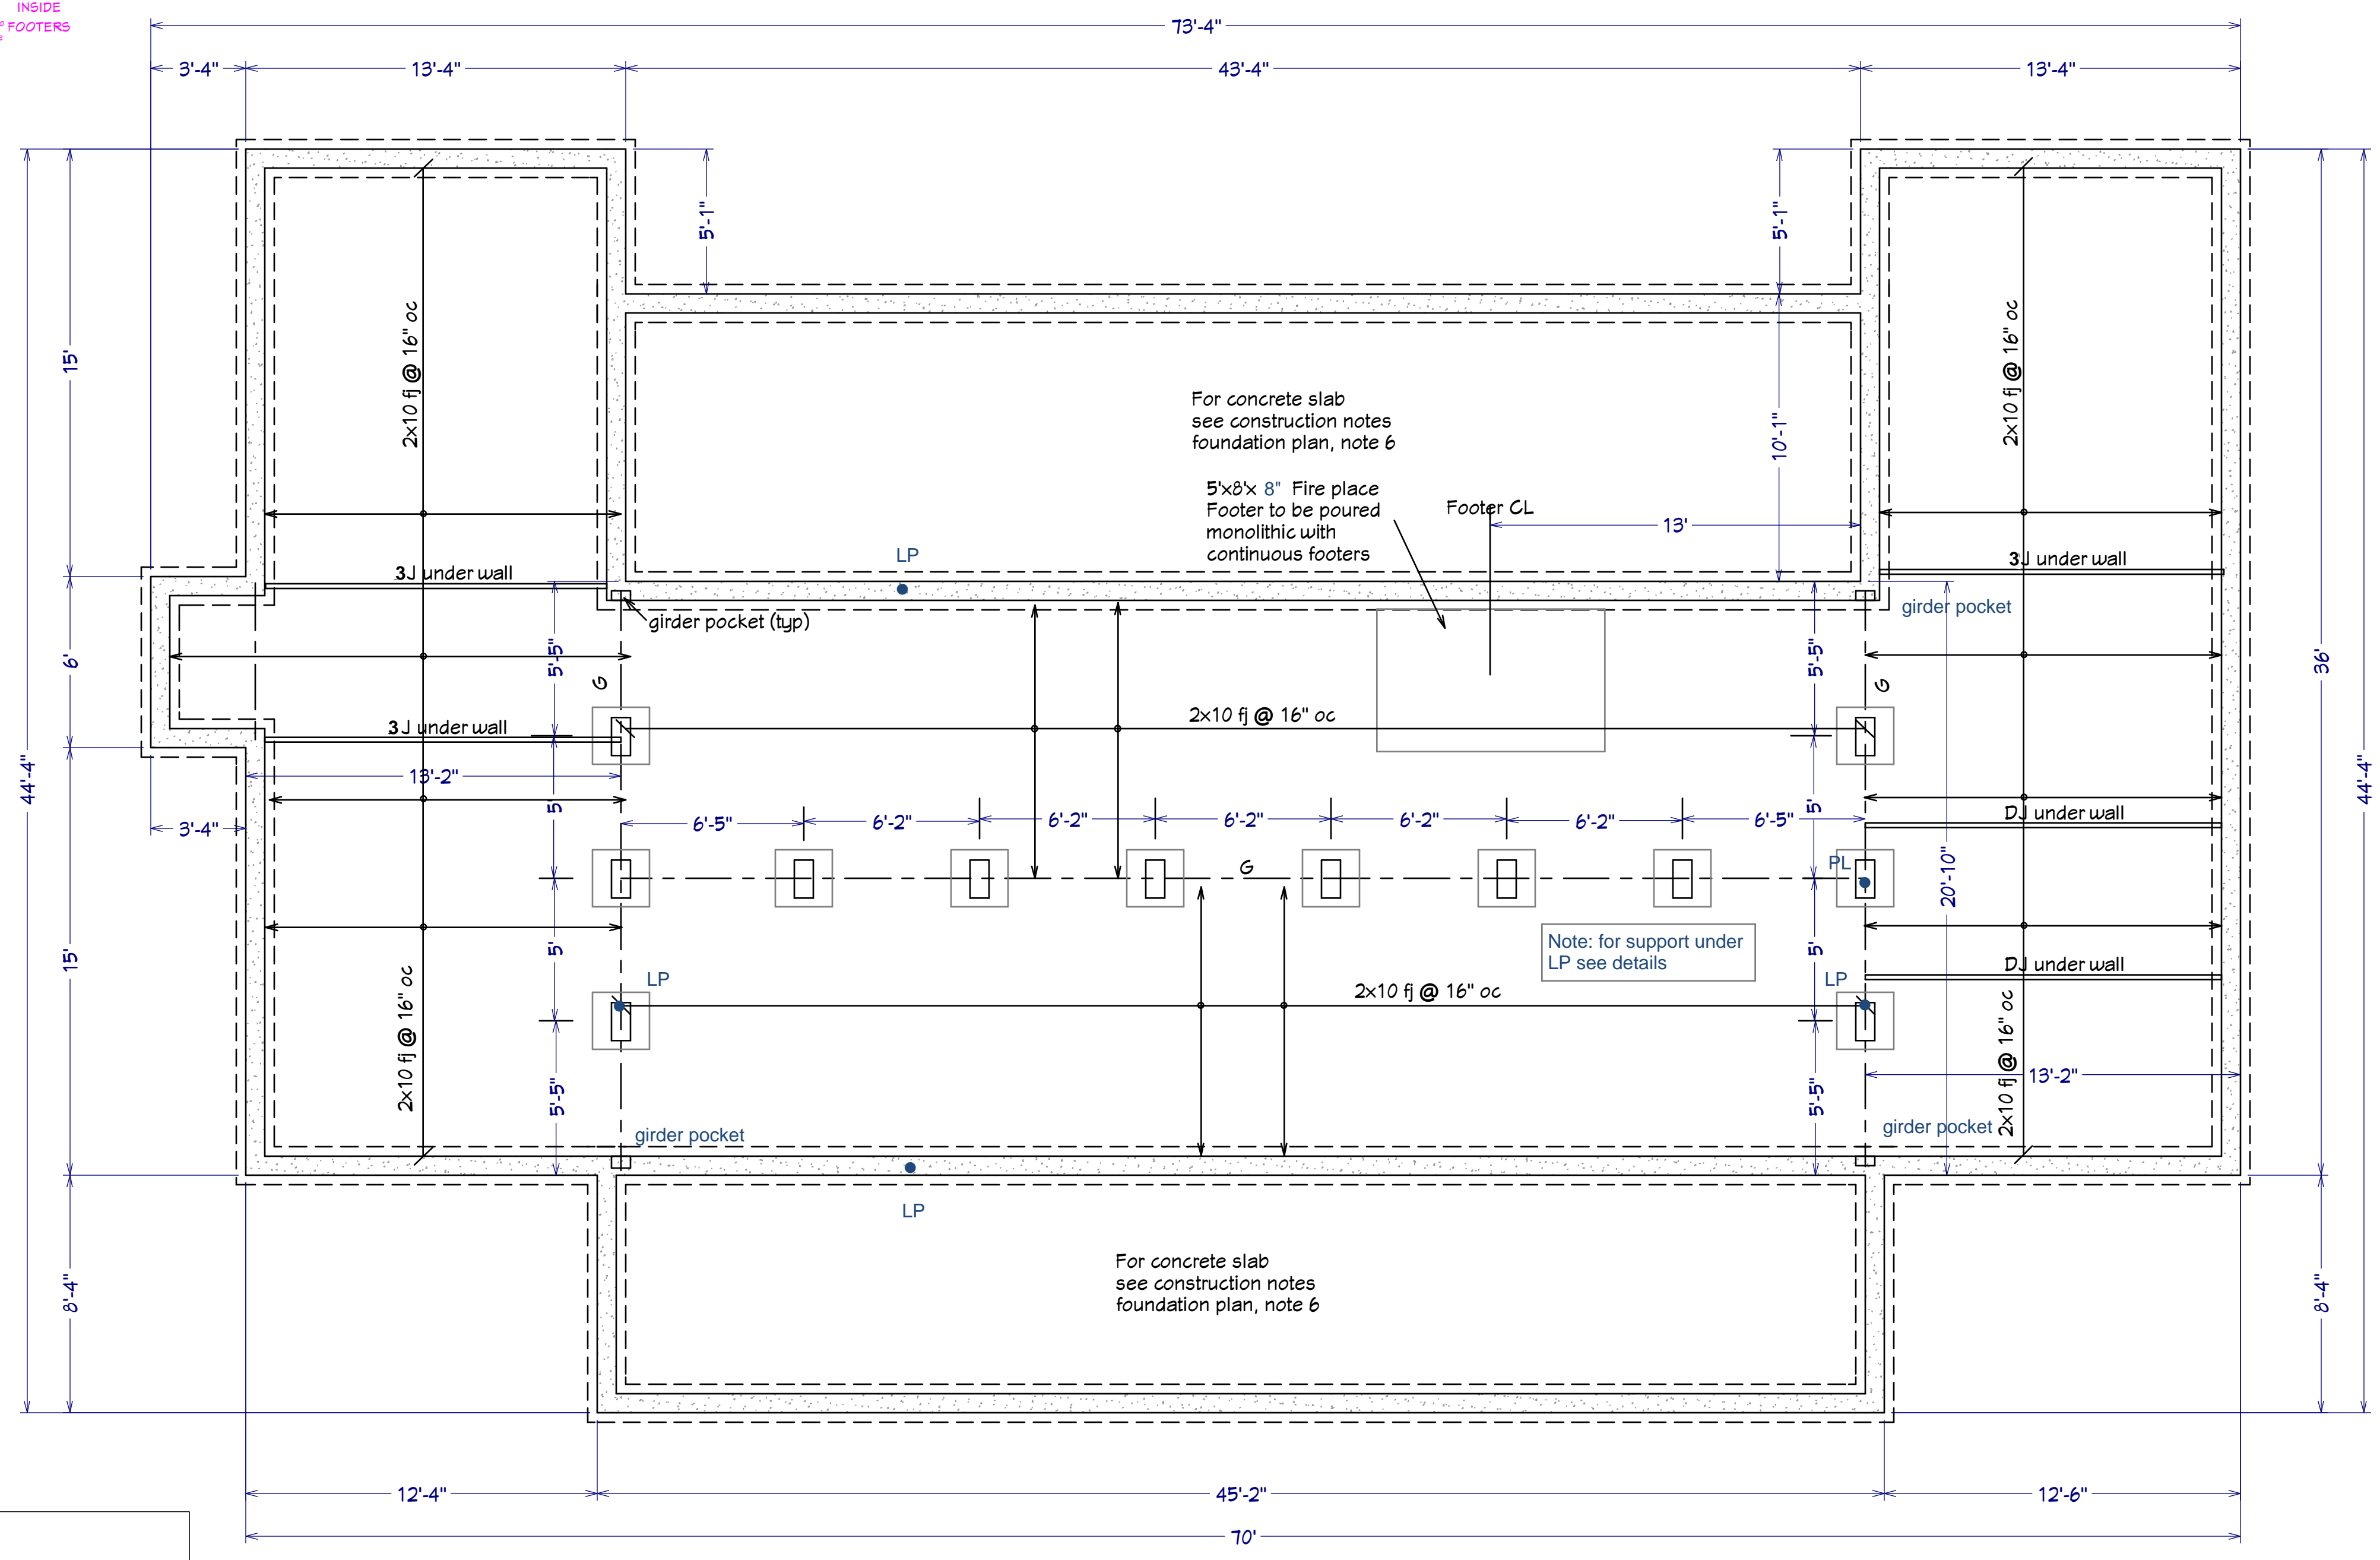 INSIDE
FOOTERS
73'-4"
3'-4"
13'-4"
43'-4"
13'-4"
5'-1"
5'-1"
15'
2x10 fj @ 16" oc
2x10 fj @ 16" oc
For concrete slab
see construction notes
foundation plan, note 6
10'-1"
5'x8'x 8" Fire place
Footer to be poured
monolithic with
continuous footers
Footer CL
13'
LP
3J under wall
3J under wall
girder pocket
girder pocket (typ)
6'
5'-5"
5'-5"
36'
G
G
2x10 fj @ 16" oc
3J under wall
44'-4"
13'-2"
44'-4"
5'
5'
3'-4"
6'-5"
6'-2"
6'-2"
6'-2"
6'-2"
6'-2"
6'-5"
DJ under wall
G
PL
20'-10"
15'
5'
5'
Note: for support under
LP see details
LP
LP
DJ under wall
2x10 fj @ 16" oc
2x10 fj @ 16" oc
2x10 fj @ 16" oc
5'-5"
5'-5"
13'-2"
girder pocket
girder pocket
LP
8'-4"
For concrete slab
see construction notes
foundation plan, note 6
8'-4"
12'-4"
45'-2"
12'-6"
70'